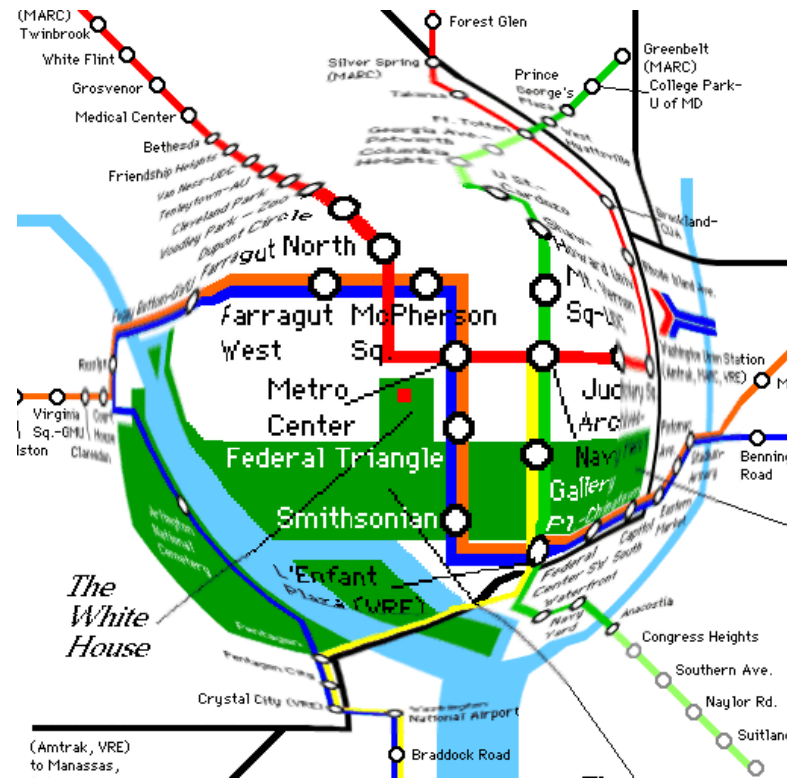 (MARC)
Twinbrook
White Flint
Grosvenor
Medical Center
Bethesda
Friendship Heights
Van Ness-UDC
Tenleytown-AU
Cleveland Park
Woodley Park - Zoo
Dupont Circle
Farragut North
Forest Glen
Silver Spring
(MARC)
Takoma
Ft. Totten
Georgia Ave.-
Petworth
Columbia
Heights
Prince
George's
Plaza
West
Hyattsville
Greenbelt
(MARC)
College Park-
U of MD
U St.-
Cardozo
Shaw-
Howard Univ
Mt. Vernon
Sq-UDC
Brookland-
CUA
Rhode Island Ave.
Washington Union Station
(Amtrak, MARC, VRE)
Foggy Bottom-GWU
Farragut
West
McPherson
Sq.
Metro
Center
Federal Triangle
Smithsonian
L'Enfant
Plaza (VRE)
Gallery
Pl.-Chinatown
Federal
Center SW
Capitol
South
Eastern
Market
Potomac
Ave.
Stadium-
Armory
M
Benning
Road
Virginia
Sq.-GMU
lston
Clarendon
Court
House
Rosslyn
Arlington
National
Cemetery
Pentagon
Pentagon City
Crystal City (VRE)
Washington
National Airport
Braddock Road
The
White
House
Waterfront
Navy
Yard
Anacostia
Congress Heights
Southern Ave.
Naylor Rd.
Suitland
(Amtrak, VRE)
to Manassas,